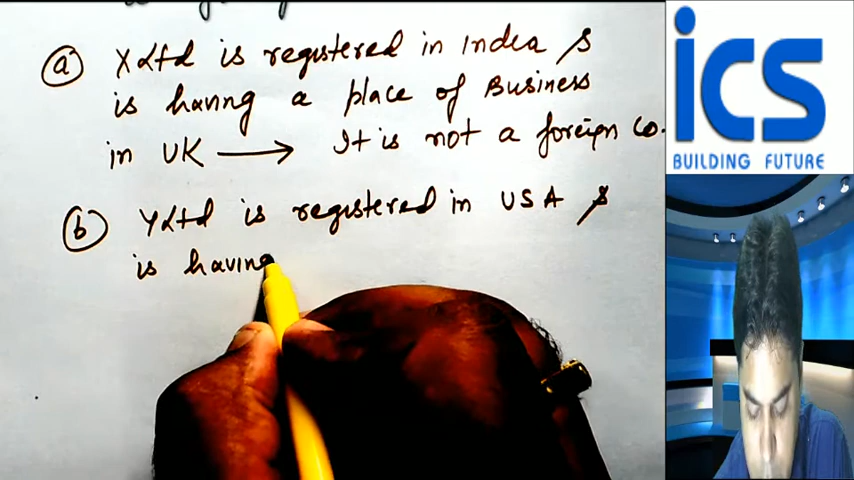 ⓐ X Ltd is registered in India &
is having a place of Business
in UK → It is not a foreign Co.
ⓑ Y Ltd is registered in USA &
is having
ics
BUILDING FUTURE